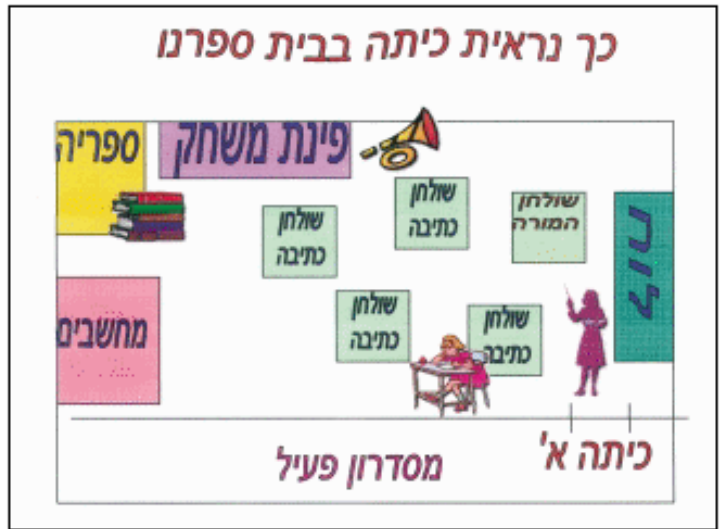 כך נראית כיתה בבית ספרנו
ספריה
פינת משחק
שולחן
כתיבה
שולחן
כתיבה
שולחן
המורה
לוח
מחשבים
שולחן
כתיבה
שולחן
כתיבה
כיתה א'
מסדרון פעיל